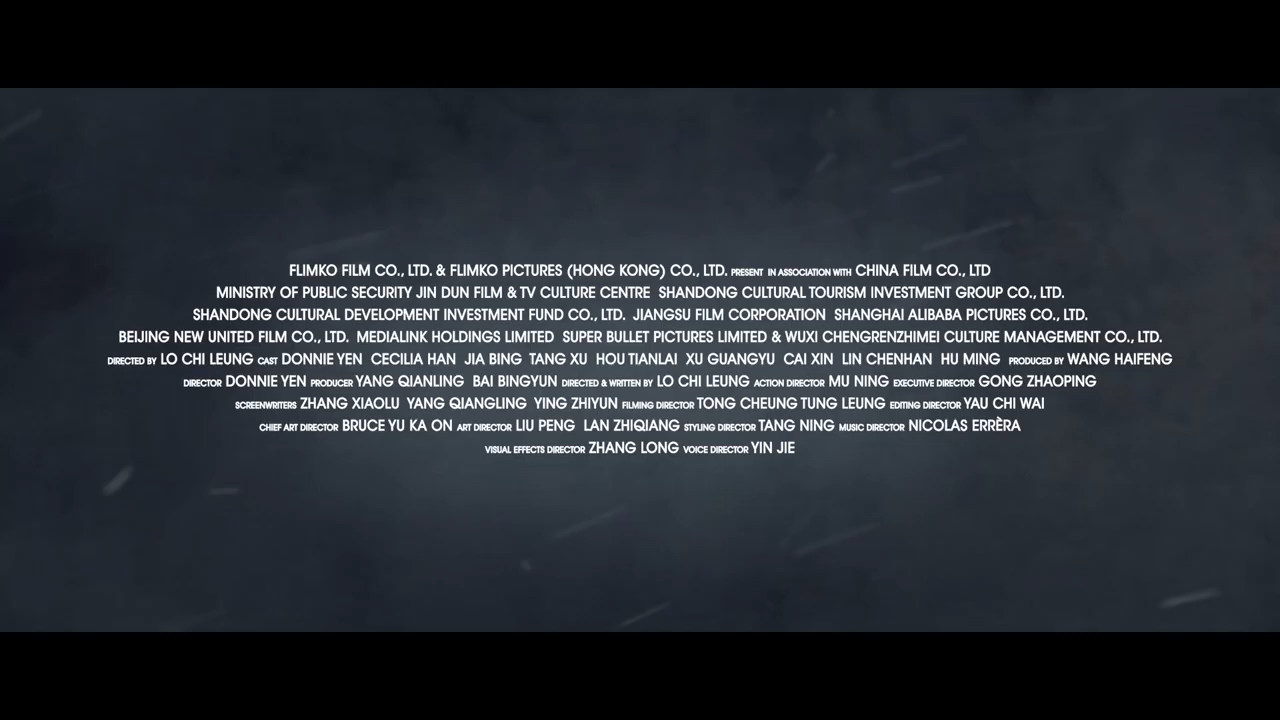 FLIMKO FILM CO., LTD. & FLIMKO PICTURES (HONG KONG) CO., LTD. PRESENT IN ASSOCIATION WITH CHINA FILM CO., LTD
MINISTRY OF PUBLIC SECURITY JIN DUN FILM & TV CULTURE CENTRE SHANDONG CULTURAL TOURISM INVESTMENT GROUP CO., LTD.
SHANDONG CULTURAL DEVELOPMENT INVESTMENT FUND CO., LTD. JIANGSU FILM CORPORATION SHANGHAI ALIBABA PICTURES CO., LTD.
BEIJING NEW UNITED FILM CO., LTD. MEDIALINK HOLDINGS LIMITED SUPER BULLET PICTURES LIMITED & WUXI CHENGRENZHIMEI CULTURE MANAGEMENT CO., LTD.
DIRECTED BY LO CHI LEUNG CAST DONNIE YEN CECILIA HAN JIA BING TANG XU HOU TIANLAI XU GUANGYU CAI XIN LIN CHENHAN HU MING PRODUCED BY WANG HAIFENG
DIRECTOR DONNIE YEN PRODUCER YANG QIANLING BAI BINGYUN DIRECTED & WRITTEN BY LO CHI LEUNG ACTION DIRECTOR MU NING EXECUTIVE DIRECTOR GONG ZHAOPING
SCREENWRITERS ZHANG XIAOLU YANG QIANGLING YING ZHIYUN FILMING DIRECTOR TONG CHEUNG TUNG LEUNG EDITING DIRECTOR YAU CHI WAI
CHIEF ART DIRECTOR BRUCE YU KA ON ART DIRECTOR LIU PENG LAN ZHIQIANG STYLING DIRECTOR TANG NING MUSIC DIRECTOR NICOLAS ERRÈRA
VISUAL EFFECTS DIRECTOR ZHANG LONG VOICE DIRECTOR YIN JIE